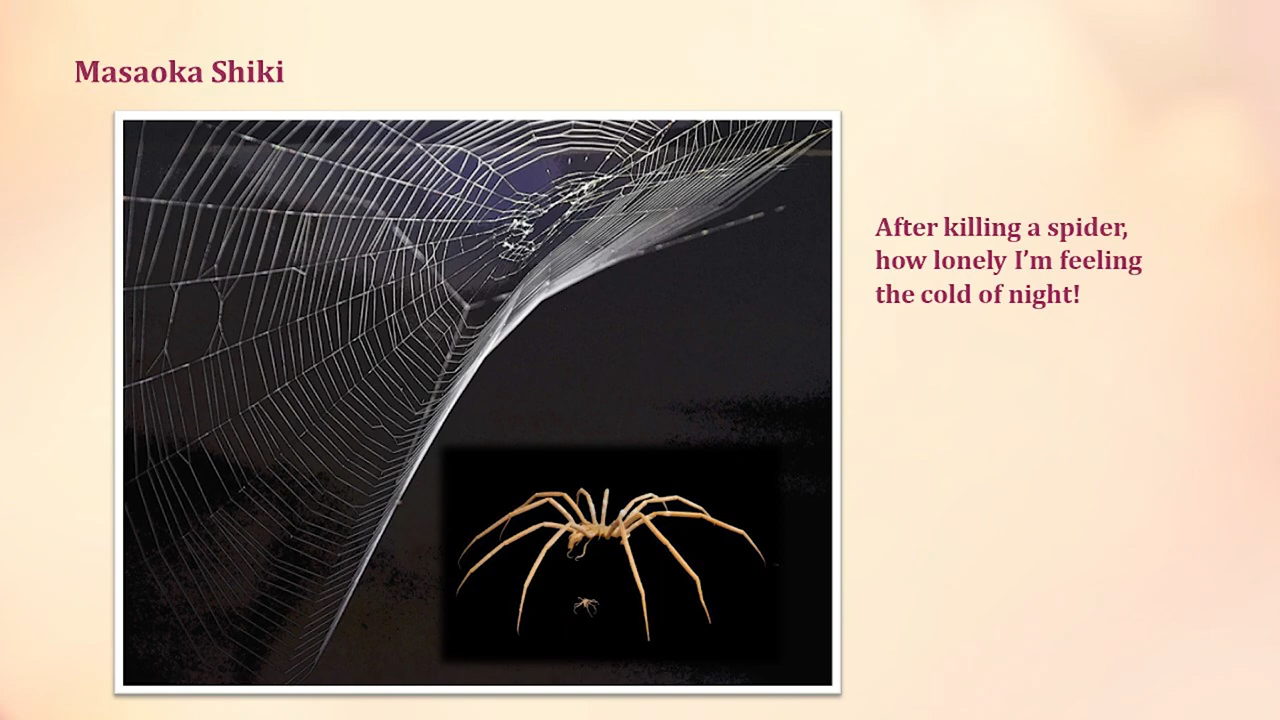 Masaoka Shiki
After killing a spider,
how lonely I’m feeling
the cold of night!